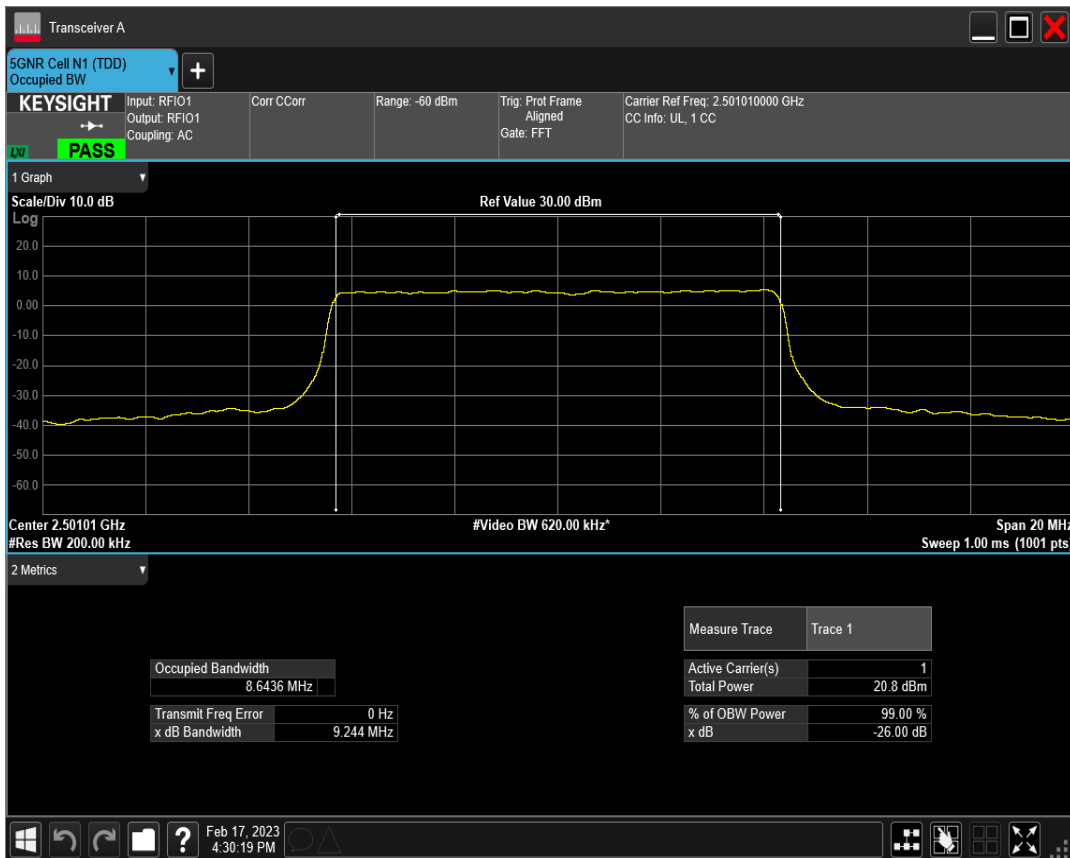 Transceiver A
5GNR Cell N1 (TDD)
Occupied BW
+
KEYSIGHT
LXI
PASS
Input: RFIO1
Output: RFIO1
Coupling: AC
Corr CCorr
Range: -60 dBm
Trig: Prot Frame
Aligned
Gate: FFT
Carrier Ref Freq: 2.501010000 GHz
CC Info: UL, 1 CC
1 Graph
Scale/Div 10.0 dB
Ref Value 30.00 dBm
Log
20.0
10.0
0.00
-10.0
-20.0
-30.0
-40.0
-50.0
-60.0
Center 2.50101 GHz
#Video BW 620.00 kHz*
Span 20 MHz
#Res BW 200.00 kHz
Sweep 1.00 ms (1001 pts)
2 Metrics
Measure Trace Trace 1
Occupied Bandwidth
8.6436 MHz
Active Carrier(s) 1
Total Power 20.8 dBm
Transmit Freq Error 0 Hz
x dB Bandwidth 9.244 MHz
% of OBW Power 99.00 %
x dB -26.00 dB
?
Feb 17, 2023
4:30:19 PM